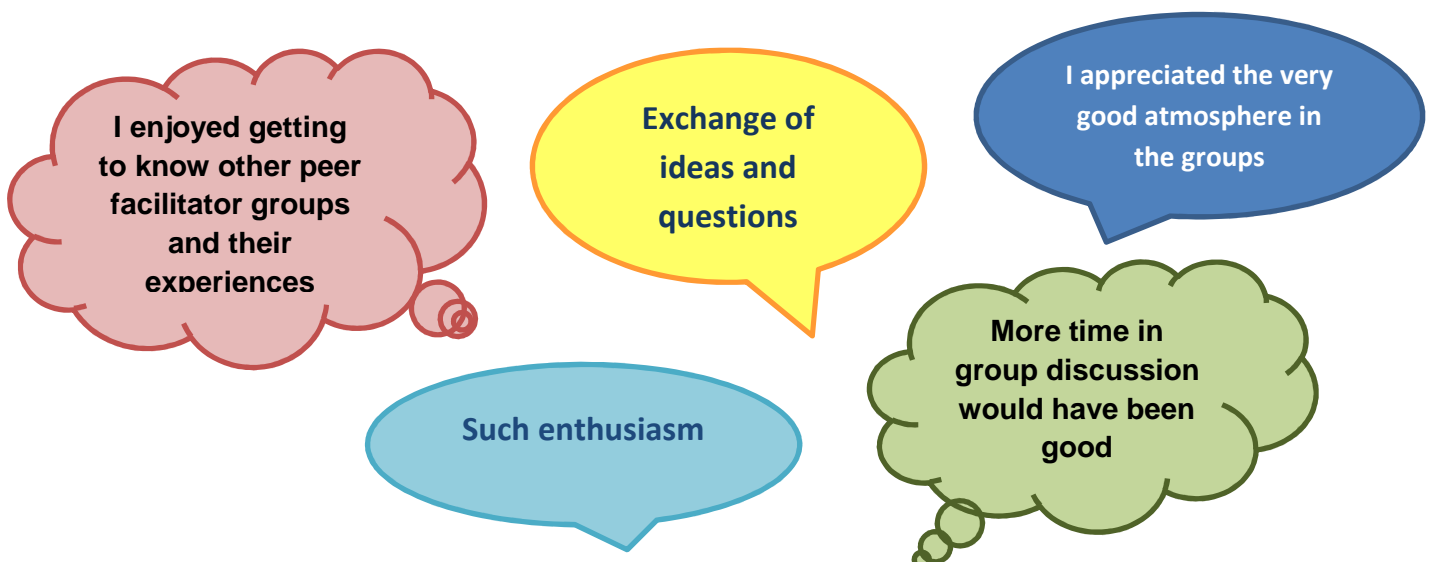 I enjoyed getting
to know other peer
facilitator groups
and their
experiences
Exchange of
ideas and
questions
I appreciated the very
good atmosphere in
the groups
Such enthusiasm
More time in
group discussion
would have been
good